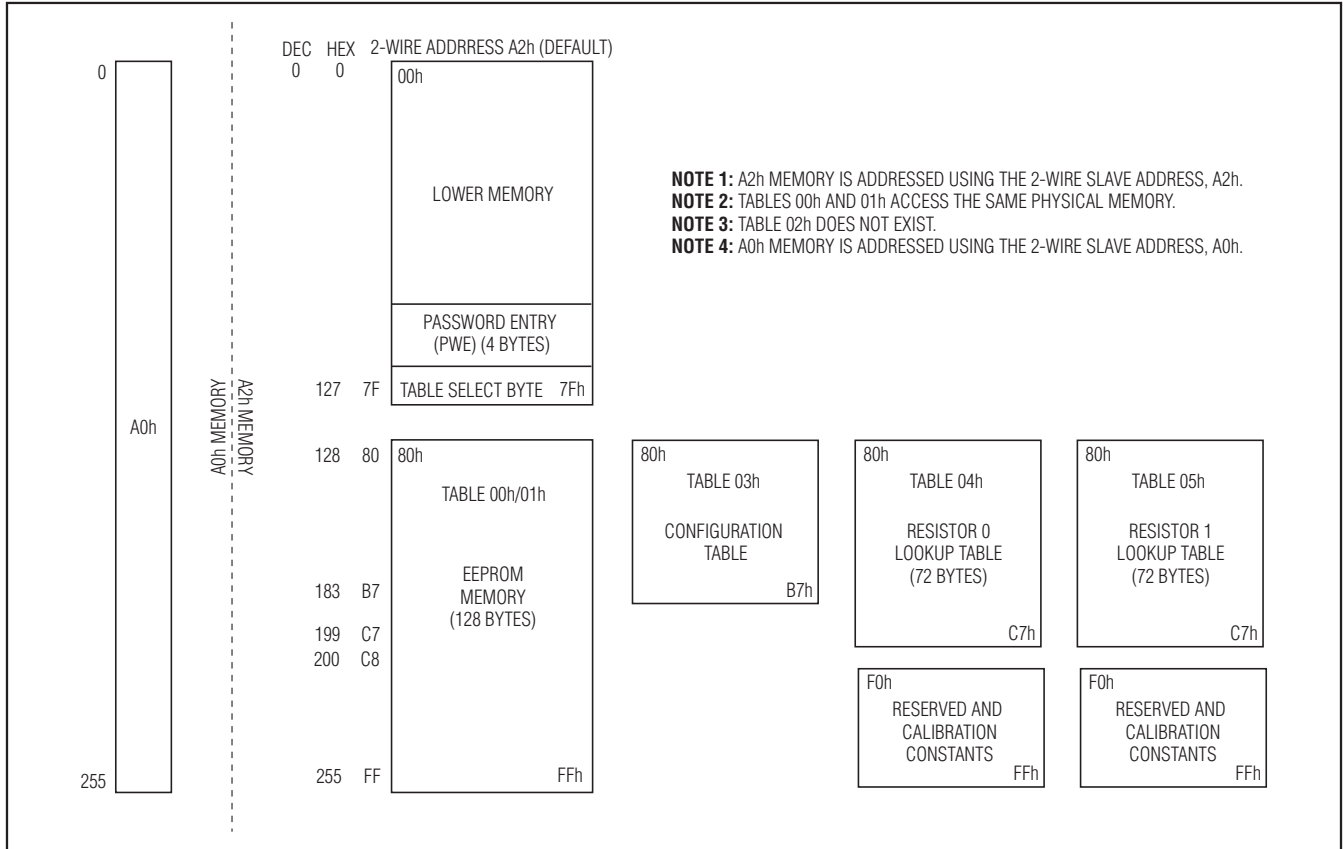 DEC HEX 2-WIRE ADDRRESS A2h (DEFAULT)
0 0 0
00h
LOWER MEMORY
NOTE 1: A2h MEMORY IS ADDRESSED USING THE 2-WIRE SLAVE ADDRESS, A2h.
NOTE 2: TABLES 00h AND 01h ACCESS THE SAME PHYSICAL MEMORY.
NOTE 3: TABLE 02h DOES NOT EXIST.
NOTE 4: A0h MEMORY IS ADDRESSED USING THE 2-WIRE SLAVE ADDRESS, A0h.
PASSWORD ENTRY
(PWE) (4 BYTES)
127 7F TABLE SELECT BYTE 7Fh
A0h
A0h MEMORY
A2h MEMORY
128 80 80h
TABLE 00h/01h
EEPROM
MEMORY
(128 BYTES)
183 B7
199 C7
200 C8
255
255 FF FFh
80h
TABLE 03h
CONFIGURATION
TABLE
B7h
80h
TABLE 04h
RESISTOR 0
LOOKUP TABLE
(72 BYTES)
C7h
80h
TABLE 05h
RESISTOR 1
LOOKUP TABLE
(72 BYTES)
C7h
F0h
RESERVED AND
CALIBRATION
CONSTANTS
FFh
F0h
RESERVED AND
CALIBRATION
CONSTANTS
FFh